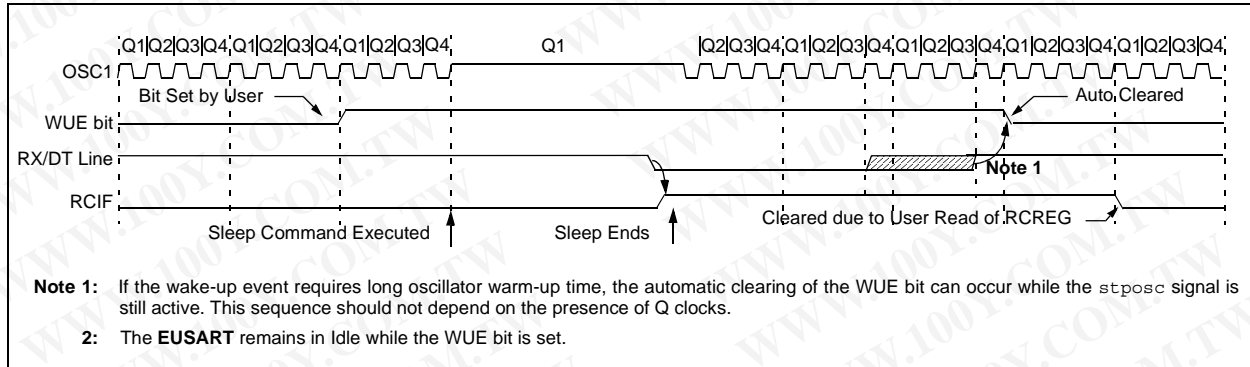 Q1 Q2 Q3 Q4 Q1 Q2 Q3 Q4 Q1 Q2 Q3 Q4 Q1 Q2 Q3 Q4 Q1 Q2 Q3 Q4 Q1 Q2 Q3 Q4 Q1 Q2 Q3 Q4 Q1 Q2 Q3 Q4
OSC1
Bit Set by User
Auto Cleared
WUE bit
RX/DT Line
Note 1
RCIF
Cleared due to User Read of RCREG
Sleep Command Executed
Sleep Ends
Note 1: If the wake-up event requires long oscillator warm-up time, the automatic clearing of the WUE bit can occur while the stposc signal is
still active. This sequence should not depend on the presence of Q clocks.
2: The EUSART remains in Idle while the WUE bit is set.
WWW.100Y.COM.TW